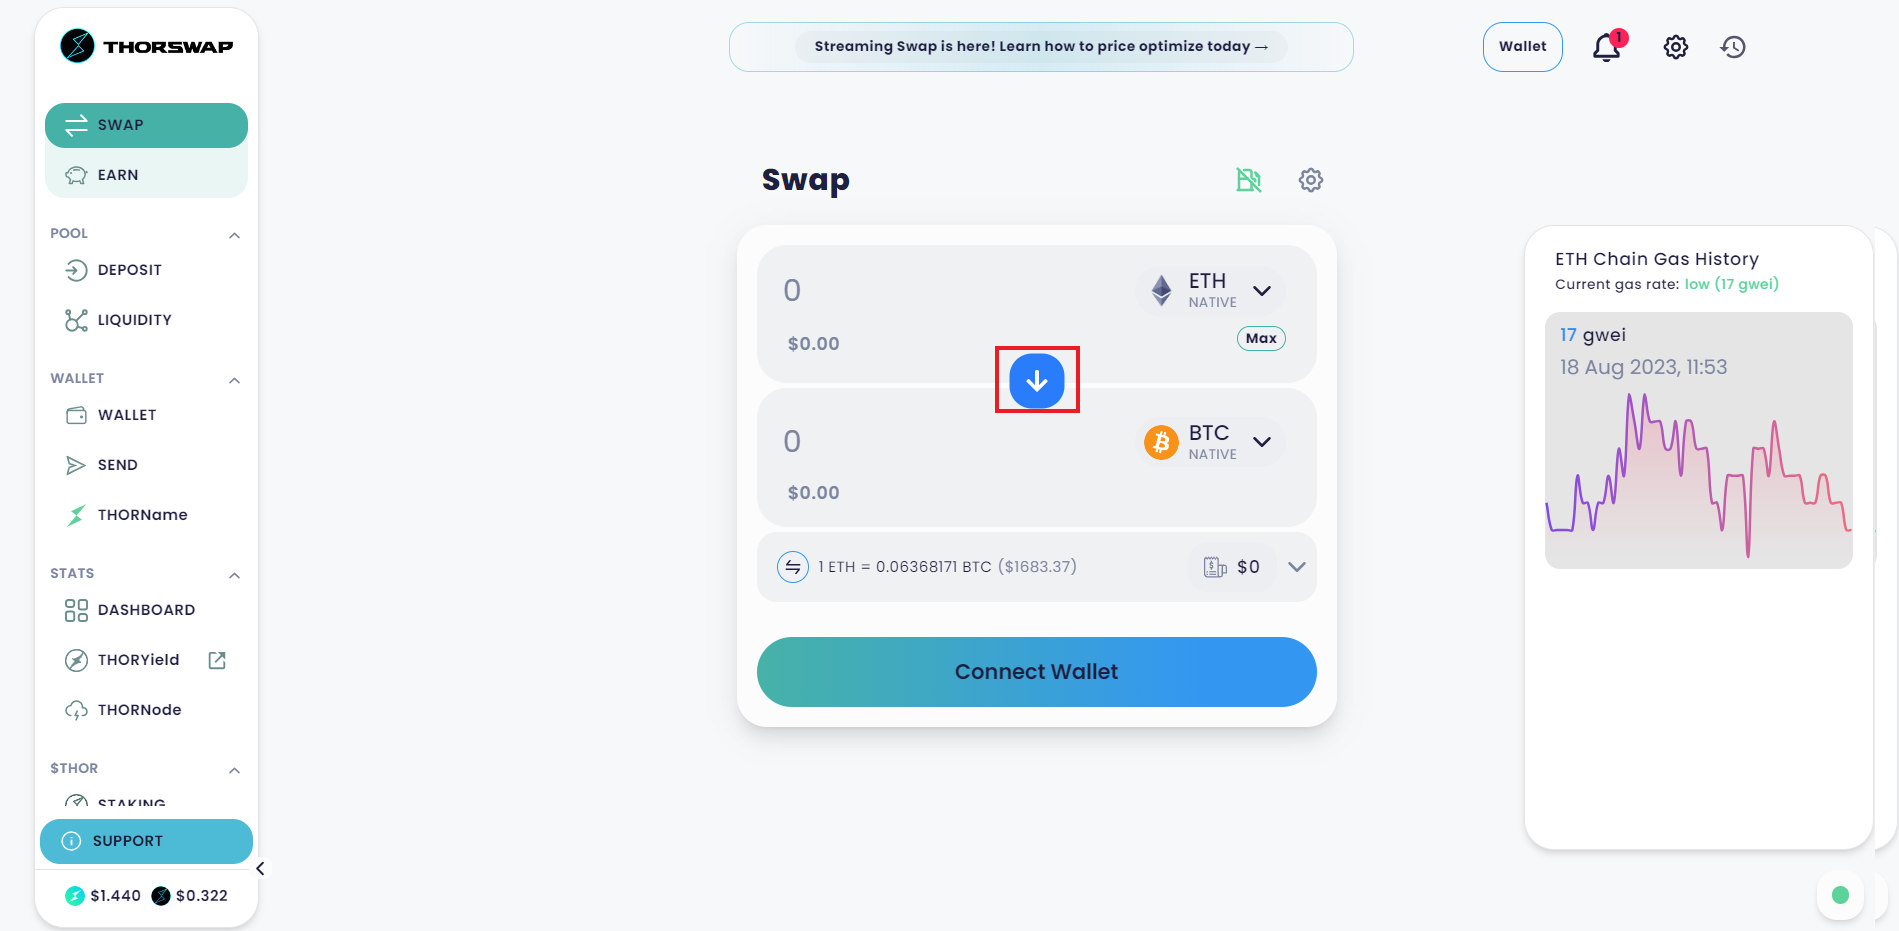 THORSWAP
SWAP
EARN
POOL
DEPOSIT
LIQUIDITY
WALLET
WALLET
SEND
THORName
STATS
DASHBOARD
THORYield
THORNode
$THOR
STAKING
SUPPORT
$1.440 $0.322
Streaming Swap is here! Learn how to price optimize today →
Wallet
1
Swap
0
ETH
NATIVE
$0.00
Max
0
BTC
NATIVE
$0.00
1 ETH = 0.06368171 BTC ($1683.37)
$0
Connect Wallet
ETH Chain Gas History
Current gas rate: low (17 gwei)
17 gwei
18 Aug 2023, 11:53